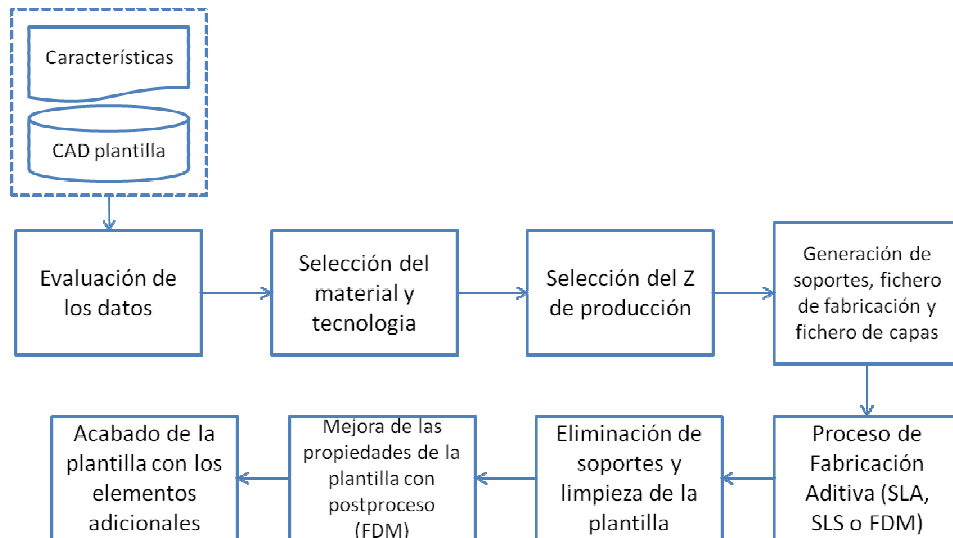 Características
CAD plantilla
Evaluación de
los datos
Selección del
material y
tecnologia
Selección del Z
de producción
Generación de
soportes, fichero
de fabricación y
fichero de capas
Proceso de
Fabricación
Aditiva (SLA,
SLS o FDM)
Eliminación de
soportes y
limpieza de la
plantilla
Mejora de las
propiedades de la
plantilla con
postproceso
(FDM)
Acabado de la
plantilla con los
elementos
adicionales